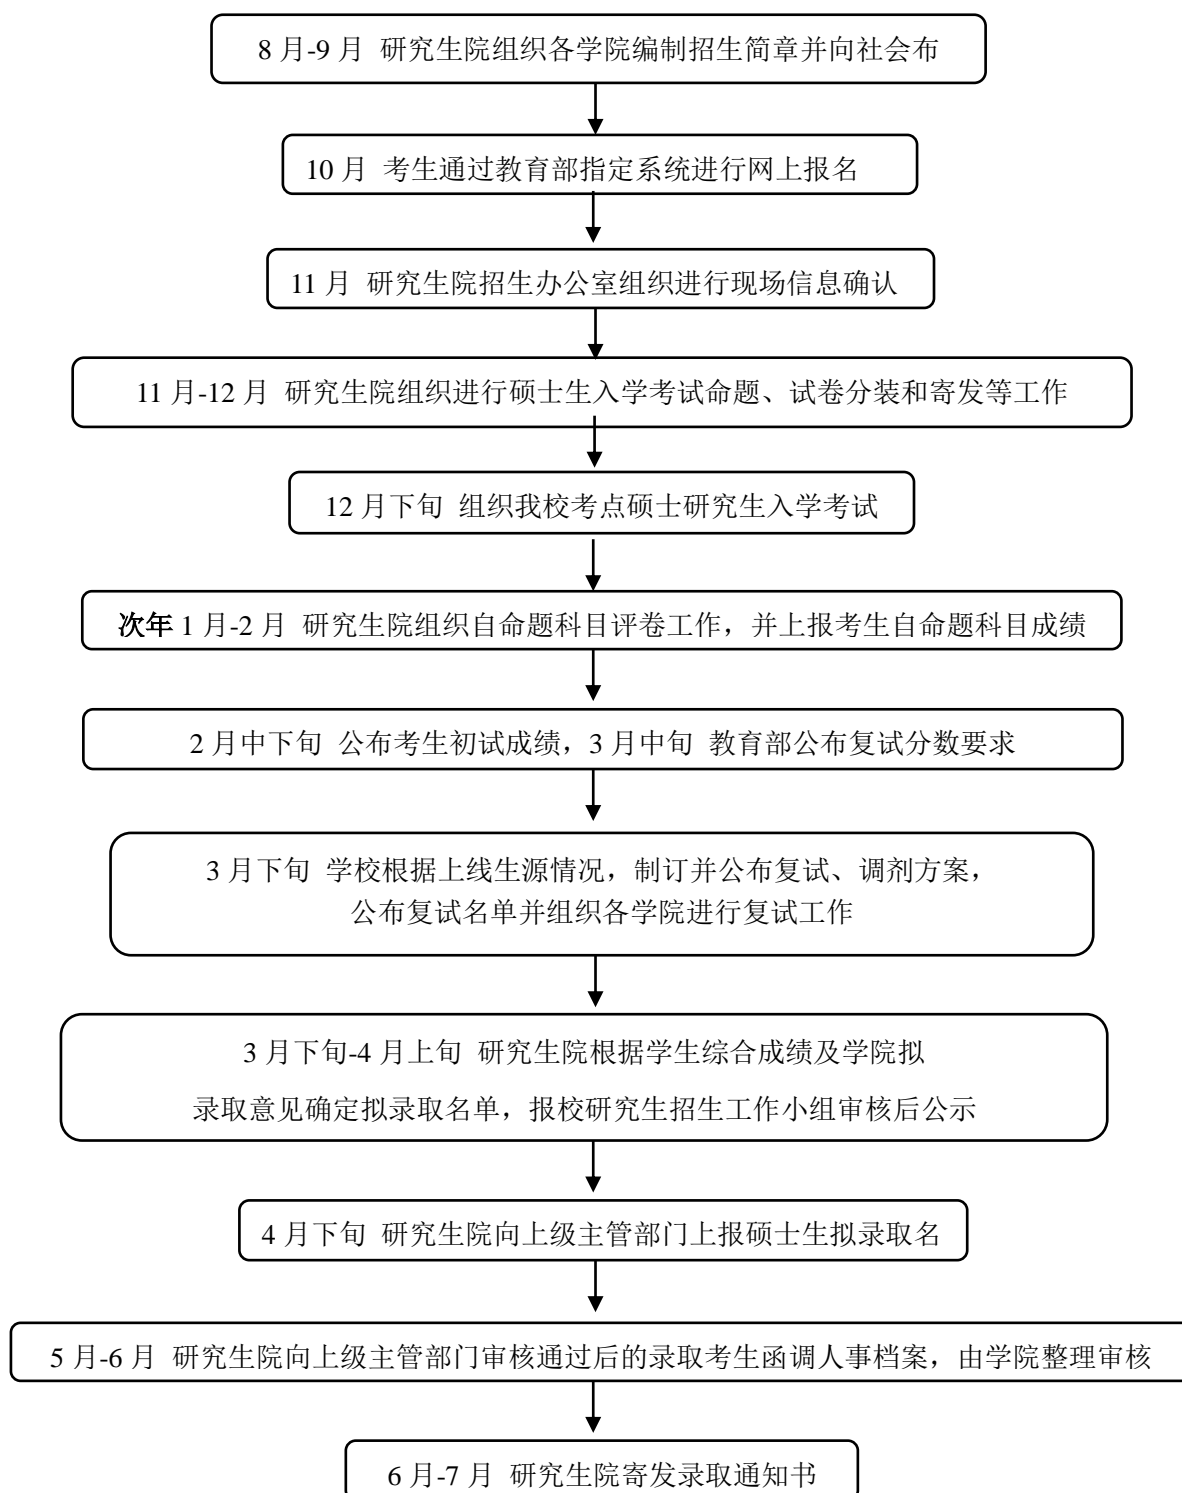 8 月-9 月 研究生院组织各学院编制招生简章并向社会布
10 月 考生通过教育部指定系统进行网上报名
11 月 研究生院招生办公室组织进行现场信息确认
11 月-12 月 研究生院组织进行硕士生入学考试命题、试卷分装和寄发等工作
12 月下旬 组织我校考点硕士研究生入学考试
次年 1 月-2 月 研究生院组织自命题科目评卷工作，并上报考生自命题科目成绩
2 月中下旬 公布考生初试成绩，3 月中旬 教育部公布复试分数要求
3 月下旬 学校根据上线生源情况，制订并公布复试、调剂方案，
公布复试名单并组织各学院进行复试工作
3 月下旬-4 月上旬 研究生院根据学生综合成绩及学院拟
录取意见确定拟录取名单，报校研究生招生工作小组审核后公示
4 月下旬 研究生院向上级主管部门上报硕士生拟录取名
5 月-6 月 研究生院向上级主管部门审核通过后的录取考生函调人事档案，由学院整理审核
6 月-7 月 研究生院寄发录取通知书